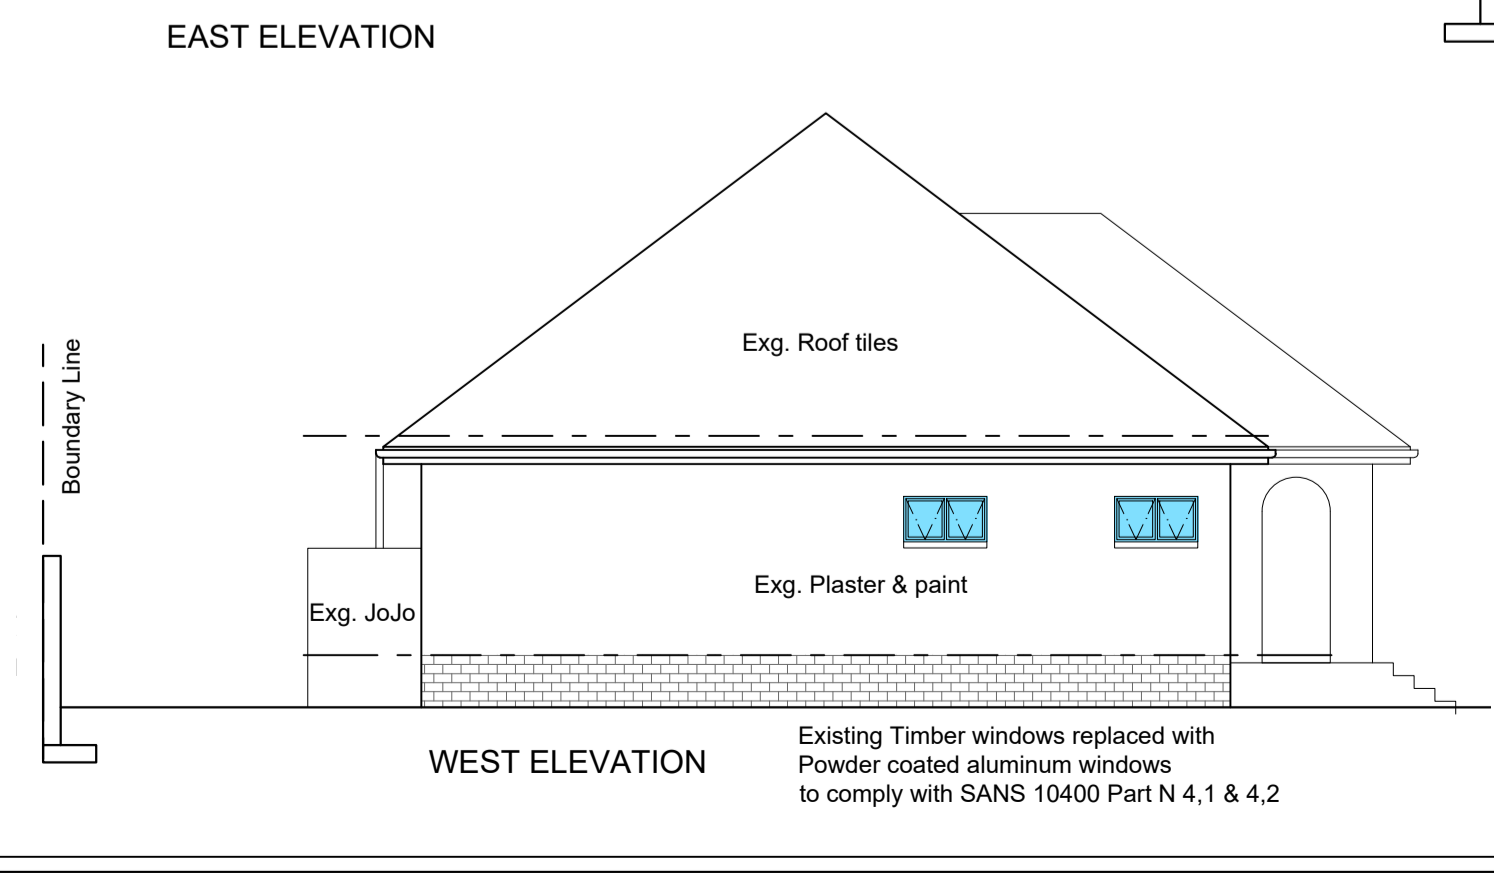 EAST ELEVATION
Exg. Roof tiles
Boundary Line
Exg. Plaster & paint
Exg. JoJo
WEST ELEVATION
Existing Timber windows replaced with
Powder coated aluminum windows
to comply with SANS 10400 Part N 4,1 & 4,2